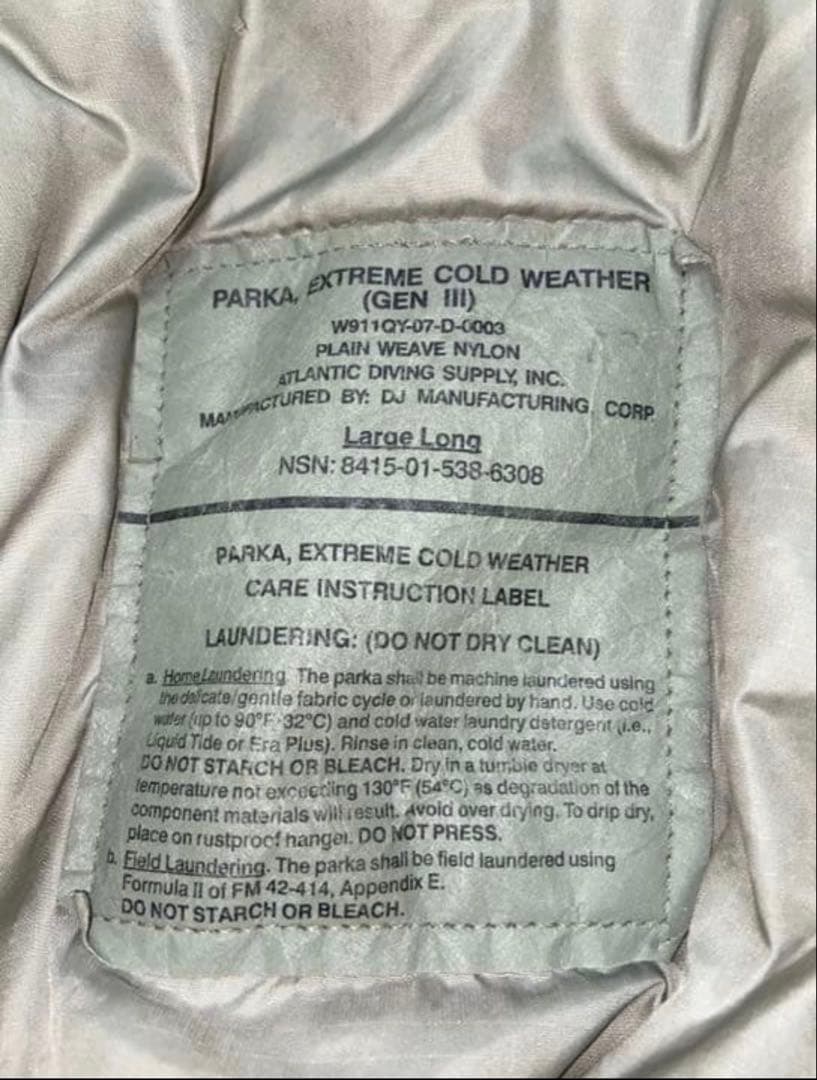 PARKA, EXTREME COLD WEATHER
(GEN III)
W911QY-07-D-0003
PLAIN WEAVE NYLON
ATLANTIC DIVING SUPPLY, INC.
MANUFACTURED BY: DJ MANUFACTURING CORP
Large Long
NSN: 8415-01-538-6308
PARKA, EXTREME COLD WEATHER
CARE INSTRUCTION LABEL
LAUNDERING: (DO NOT DRY CLEAN)
a. Home Laundering. The parka shall be machine laundered using
the delicate/gentle fabric cycle or laundered by hand. Use cold
water (up to 90°F 32°C) and cold water laundry detergent (i.e.,
Liquid Tide or Era Plus). Rinse in clean, cold water.
DO NOT STARCH OR BLEACH. Dry in a tumble dryer at
temperature not exceeding 130°F (54°C) as degradation of the
component materials will result. Avoid over drying. To drip dry,
place on rustproof hanger. DO NOT PRESS.
b. Field Laundering. The parka shall be field laundered using
Formula II of FM 42-414, Appendix E.
DO NOT STARCH OR BLEACH.